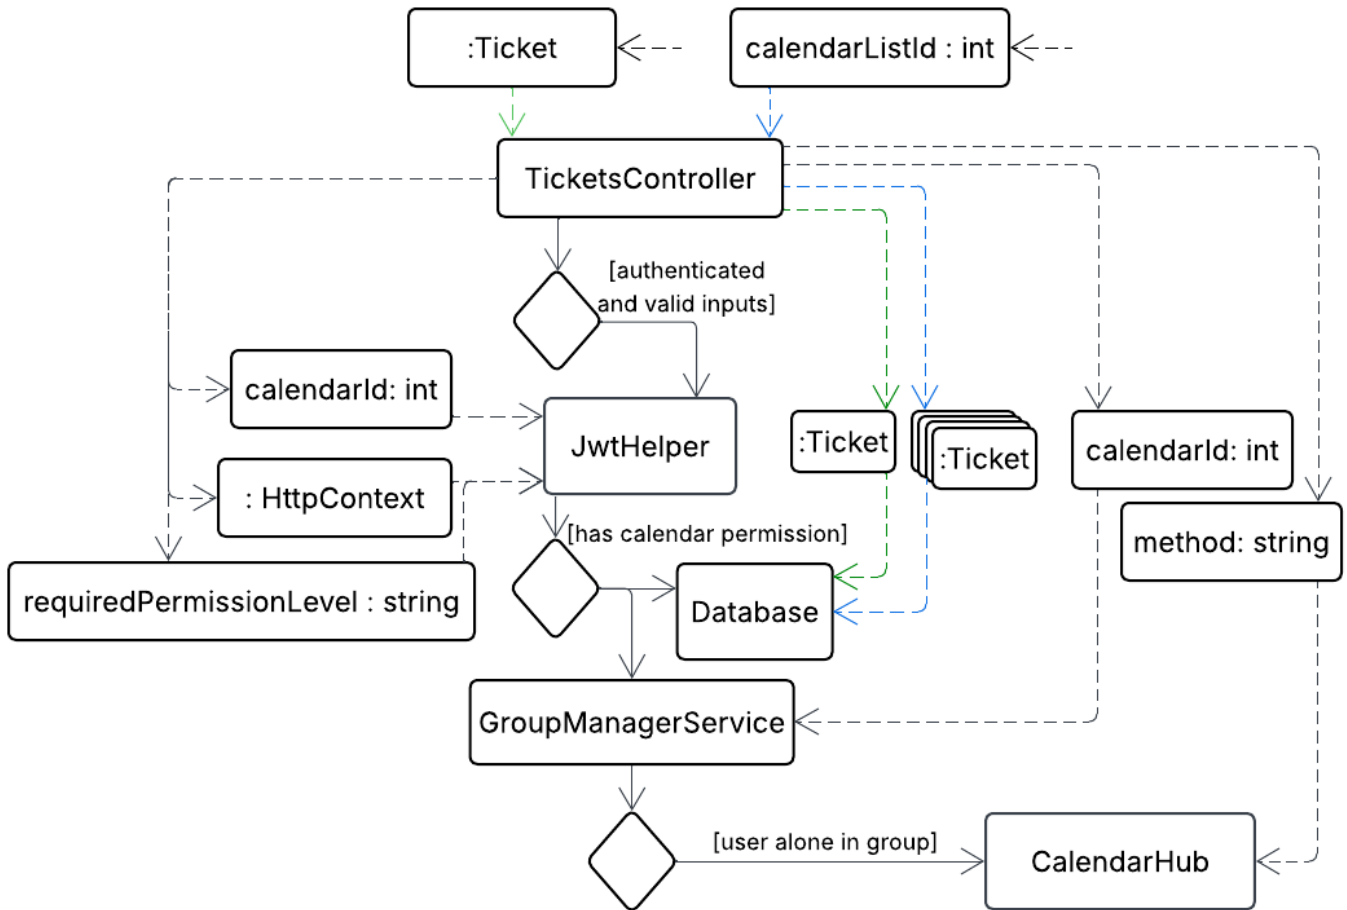 :Ticket
calendarListId : int
TicketsController
[authenticated
and valid inputs]
calendarId: int
JwtHelper
:Ticket
:Ticket
calendarId: int
: HttpContext
[has calendar permission]
method: string
requiredPermissionLevel : string
Database
GroupManagerService
[user alone in group]
CalendarHub